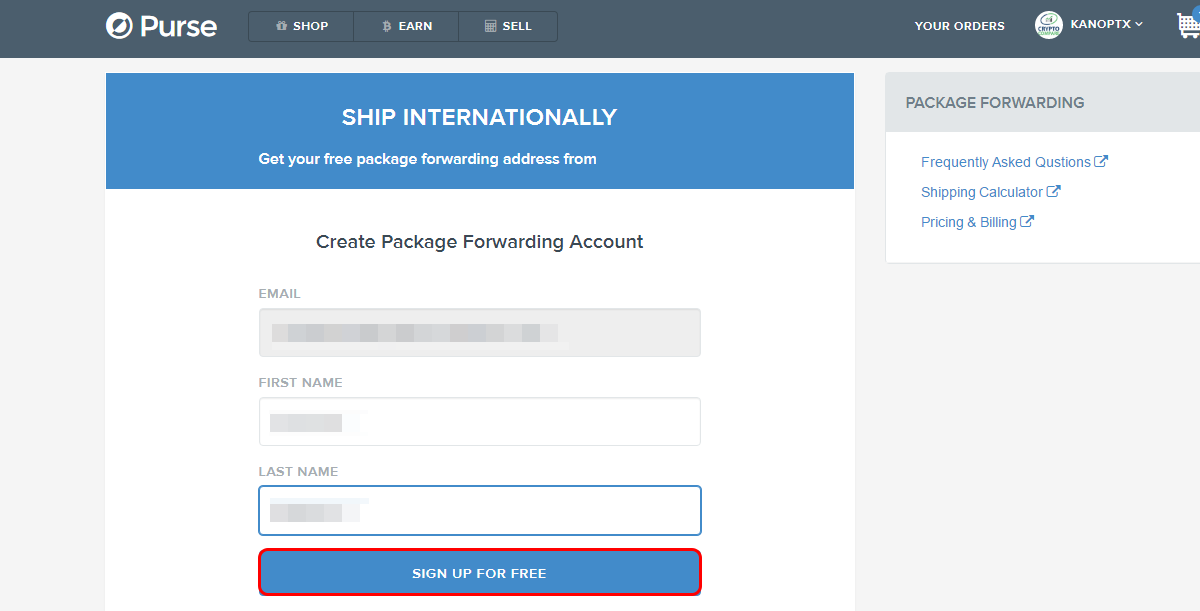 Purse
SHOP
EARN
SELL
YOUR ORDERS
CRYPTO
KANOPTX
SHIP INTERNATIONALLY
Get your free package forwarding address from
Create Package Forwarding Account
EMAIL
FIRST NAME
LAST NAME
SIGN UP FOR FREE
PACKAGE FORWARDING
Frequently Asked Qustions
Shipping Calculator
Pricing & Billing